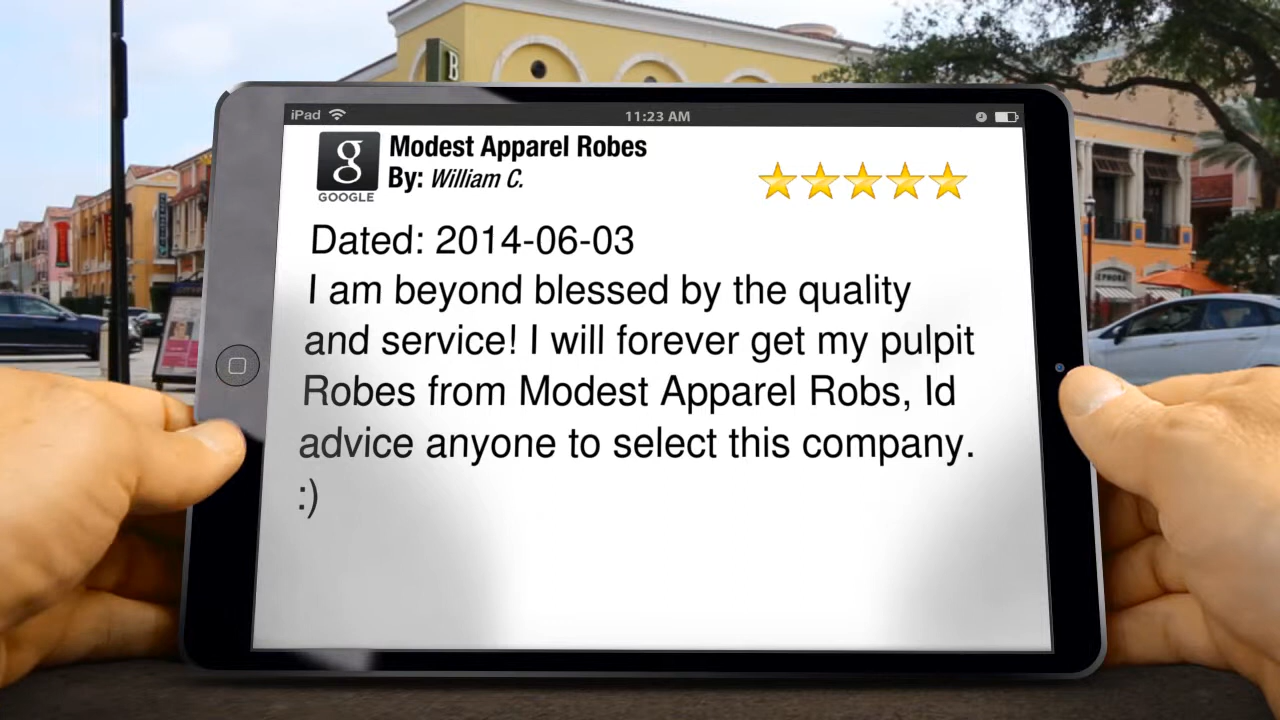 iPad
11:23 AM
g
GOOGLE
Modest Apparel Robes
By: William C.
Dated: 2014-06-03
I am beyond blessed by the quality
and service! I will forever get my pulpit
Robes from Modest Apparel Robs, Id
advice anyone to select this company.
:)
B
SEPHORA